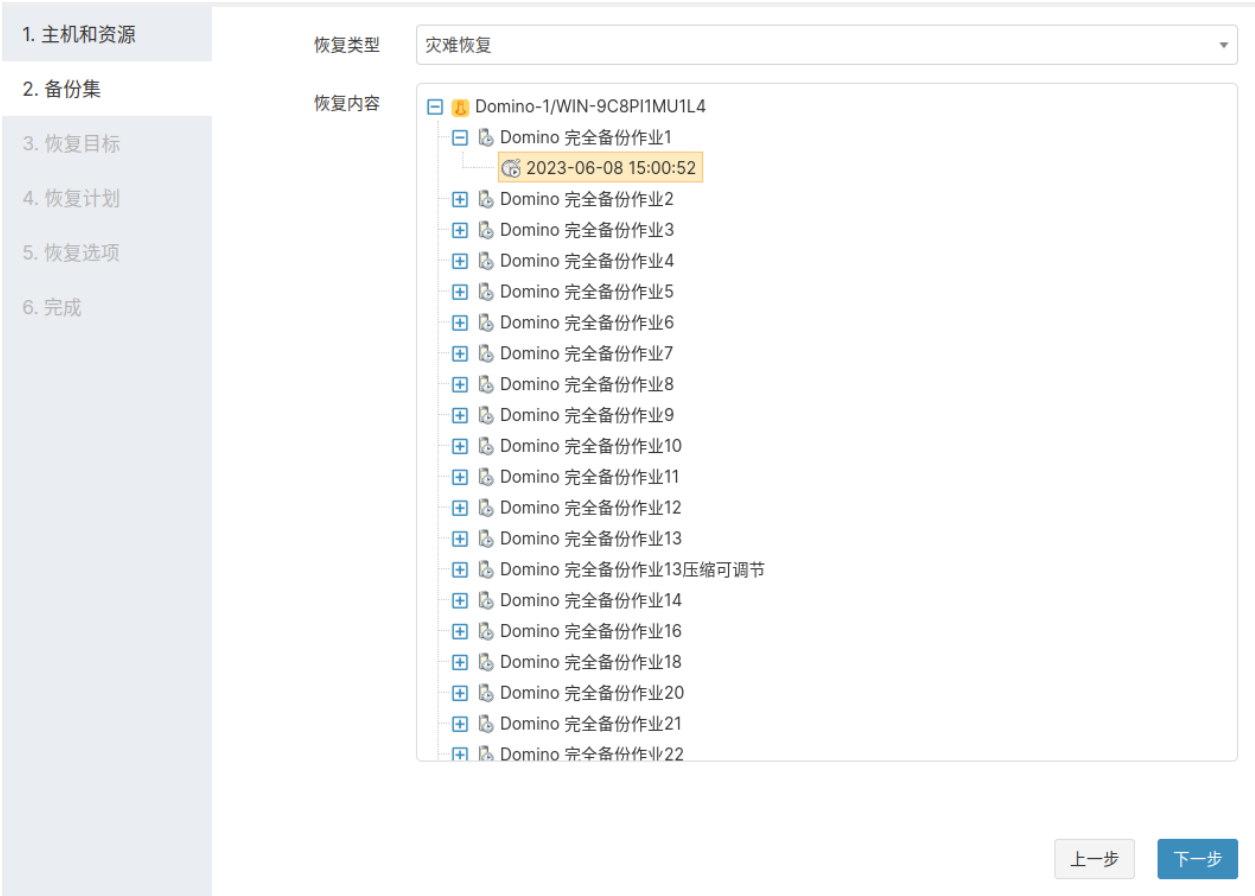 1. 主机和资源
2. 备份集
3. 恢复目标
4. 恢复计划
5. 恢复选项
6. 完成
恢复类型 灾难恢复
恢复内容
Domino-1/WIN-9C8PI1MU1L4
Domino 完全备份作业1
2023-06-08 15:00:52
Domino 完全备份作业2
Domino 完全备份作业3
Domino 完全备份作业4
Domino 完全备份作业5
Domino 完全备份作业6
Domino 完全备份作业7
Domino 完全备份作业8
Domino 完全备份作业9
Domino 完全备份作业10
Domino 完全备份作业11
Domino 完全备份作业12
Domino 完全备份作业13
Domino 完全备份作业13压缩可调节
Domino 完全备份作业14
Domino 完全备份作业16
Domino 完全备份作业18
Domino 完全备份作业20
Domino 完全备份作业21
Domino 完全备份作业22
上一步 下一步